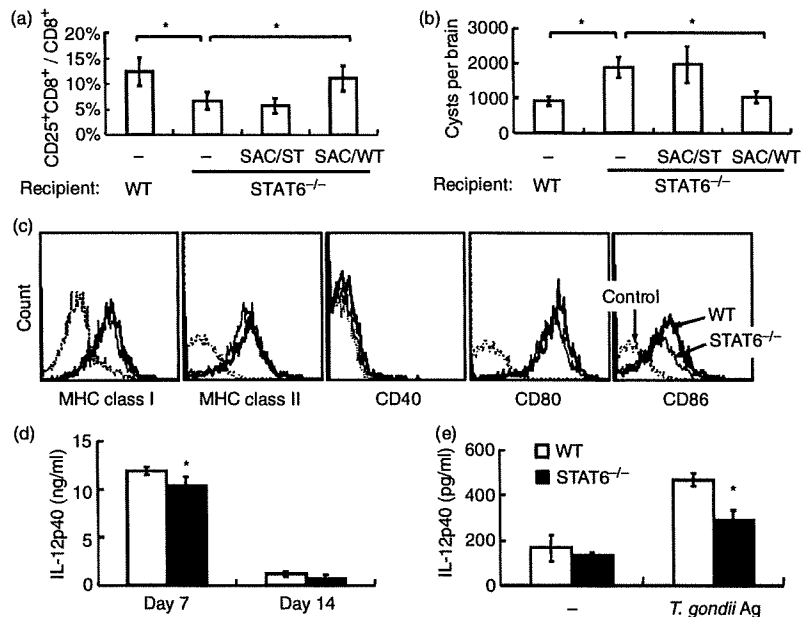 (a)
CD25⁺CD8⁺ / CD8⁺
20%
15%
10%
5%
0%
*
*
– – SAC/ST SAC/WT
Recipient: WT STAT6⁻/⁻
(b)
Cysts per brain
3000
2000
1000
0
*
*
– – SAC/ST SAC/WT
Recipient: WT STAT6⁻/⁻
(c)
Count
Control
WT
STAT6⁻/⁻
MHC class I MHC class II CD40 CD80 CD86
(d)
IL-12p40 (ng/ml)
15
10
5
0
*
Day 7 Day 14
(e)
IL-12p40 (pg/ml)
600
400
200
0
WT
STAT6⁻/⁻
*
– T. gondii Ag